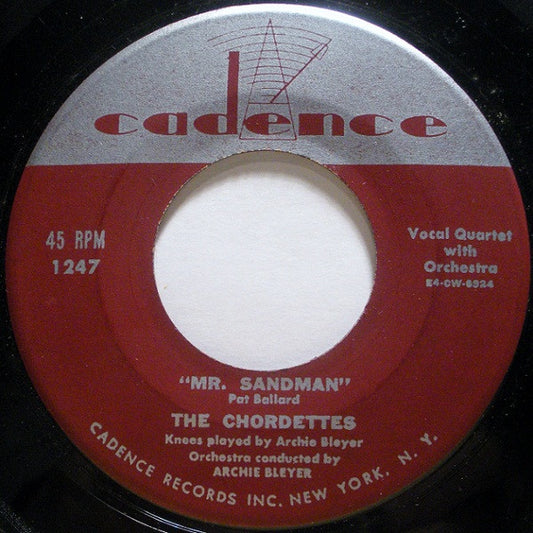 cadence
45 RPM
1247
Vocal Quartet
with
Orchestra
E4-CW-6924
"MR. SANDMAN"
Pat Ballard
THE CHORDETTES
Knees played by Archie Bleyer
Orchestra conducted by
ARCHIE BLEYER
CADENCE RECORDS INC. NEW YORK, N. Y.